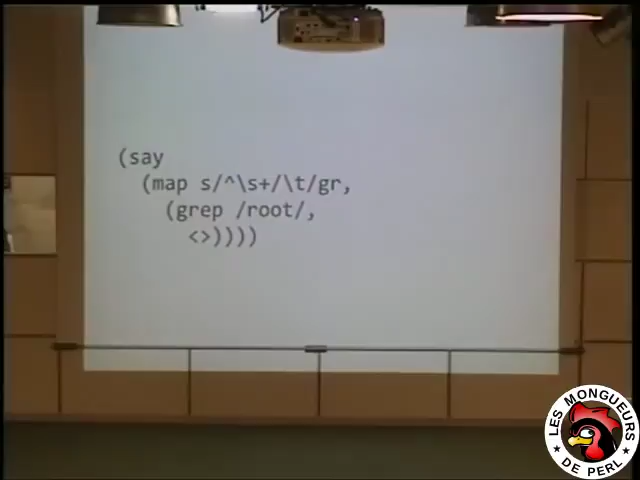 (say
(map s/^\s+/\t/gr,
(grep /root/,
<>))))
LES MONGUEURS
DE PERL